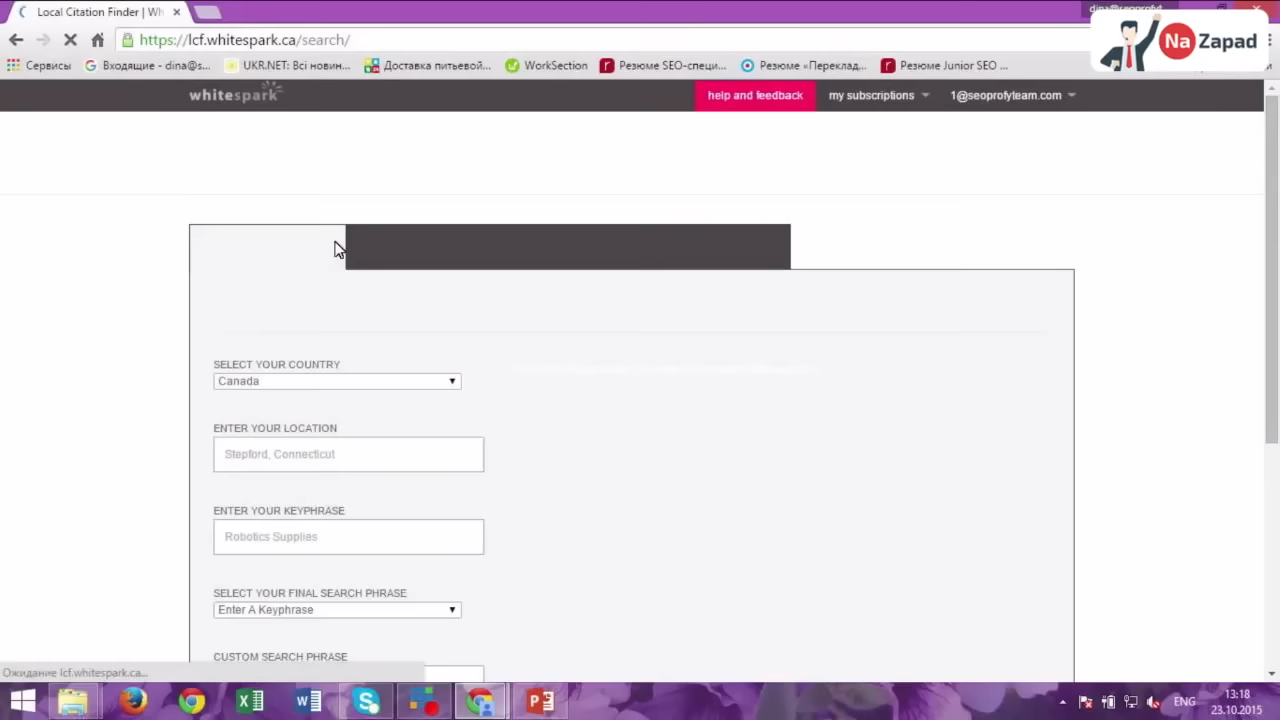 Local Citation Finder | Wh
dina@seoprofyt
https://lcf.whitespark.ca/search/
Na Zapad
Сервисы
Входящие - dina@s...
UKR.NET: Всі новин...
Доставка питьевой...
WorkSection
Резюме SEO-специ...
Резюме «Переклад...
Резюме Junior SEO ...
whitespark
help and feedback
my subscriptions
1@seoprofyteam.com
SELECT YOUR COUNTRY
Canada
ENTER YOUR LOCATION
Stepford, Connecticut
ENTER YOUR KEYPHRASE
Robotics Supplies
SELECT YOUR FINAL SEARCH PHRASE
Enter A Keyphrase
CUSTOM SEARCH PHRASE
Ожидание lcf.whitespark.ca...
ENG
13:18
23.10.2015